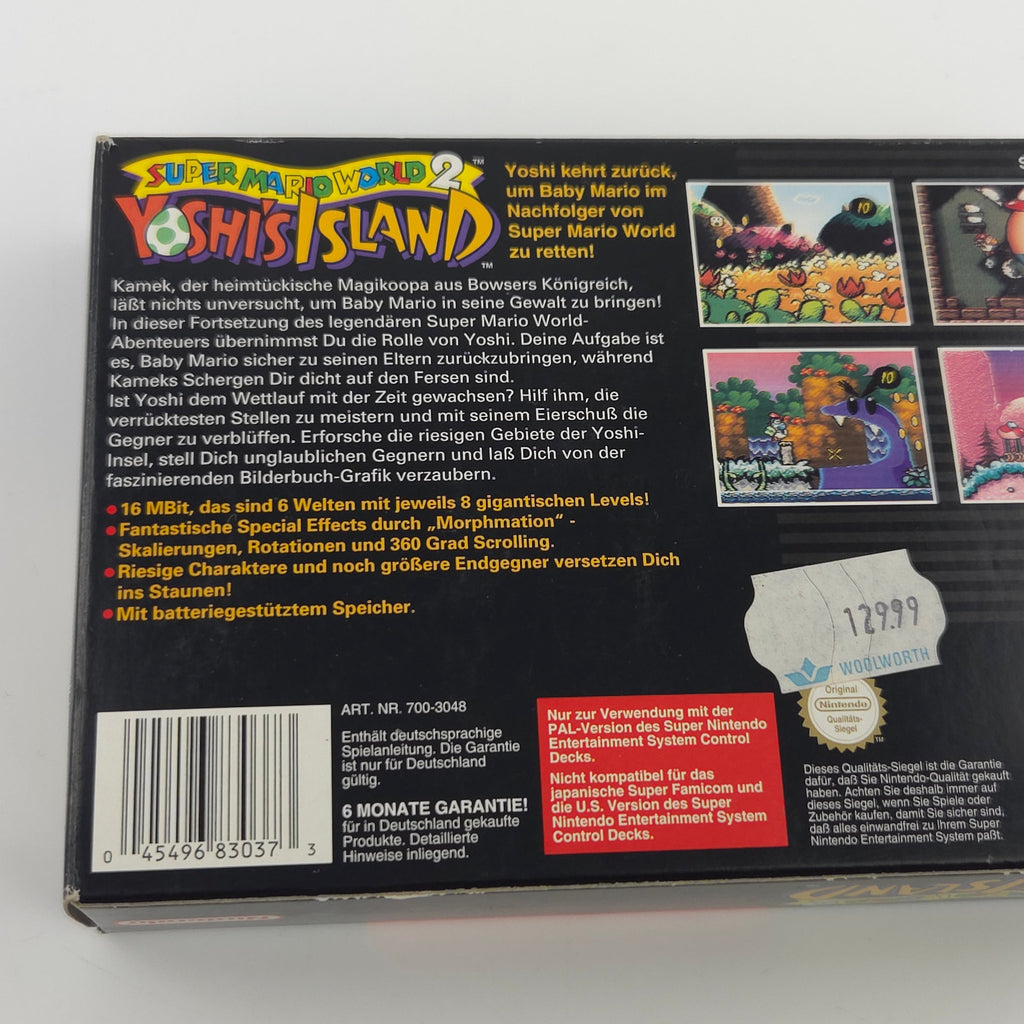 SUPER MARIO WORLD 2 ™
YOSHI'S ISLAND ™
Yoshi kehrt zurück,
um Baby Mario im
Nachfolger von
Super Mario World
zu retten!
Kamek, der heimtückische Magikoopa aus Bowsers Königreich,
läßt nichts unversucht, um Baby Mario in seine Gewalt zu bringen!
In dieser Fortsetzung des legendären Super Mario World-
Abenteuers übernimmst Du die Rolle von Yoshi. Deine Aufgabe ist
es, Baby Mario sicher zu seinen Eltern zurückzubringen, während
Kameks Schergen Dir dicht auf den Fersen sind.
Ist Yoshi dem Wettlauf mit der Zeit gewachsen? Hilf ihm, die
verrücktesten Stellen zu meistern und mit seinem Eierschuß die
Gegner zu verblüffen. Erforsche die riesigen Gebiete der Yoshi-
Insel, stell Dich unglaublichen Gegnern und laß Dich von der
faszinierenden Bilderbuch-Grafik verzaubern.
• 16 MBit, das sind 6 Welten mit jeweils 8 gigantischen Levels!
• Fantastische Special Effects durch „Morphmation“ -
Skalierungen, Rotationen und 360 Grad Scrolling.
• Riesige Charaktere und noch größere Endgegner versetzen Dich
ins Staunen!
• Mit batteriegestütztem Speicher.
10
10
129.99
WOOLWORTH
Original
Nintendo
Qualitäts-
Siegel
™
0 45496 83037 3
ART. NR. 700-3048
Enthält deutschsprachige
Spielanleitung. Die Garantie
ist nur für Deutschland
gültig.
6 MONATE GARANTIE!
für in Deutschland gekaufte
Produkte. Detaillierte
Hinweise inliegend.
Nur zur Verwendung mit der
PAL-Version des Super Nintendo
Entertainment System Control
Decks.
Nicht kompatibel für das
japanische Super Famicom und
die U.S. Version des Super
Nintendo Entertainment System
Control Decks.
Dieses Qualitäts-Siegel ist die Garantie
dafür, daß Sie Nintendo-Qualität gekauft
haben. Achten Sie deshalb immer auf
dieses Siegel, wenn Sie Spiele oder
Zubehör kaufen, damit Sie sicher sind,
daß alles einwandfrei zu Ihrem Super
Nintendo Entertainment System paßt.
ISLAND